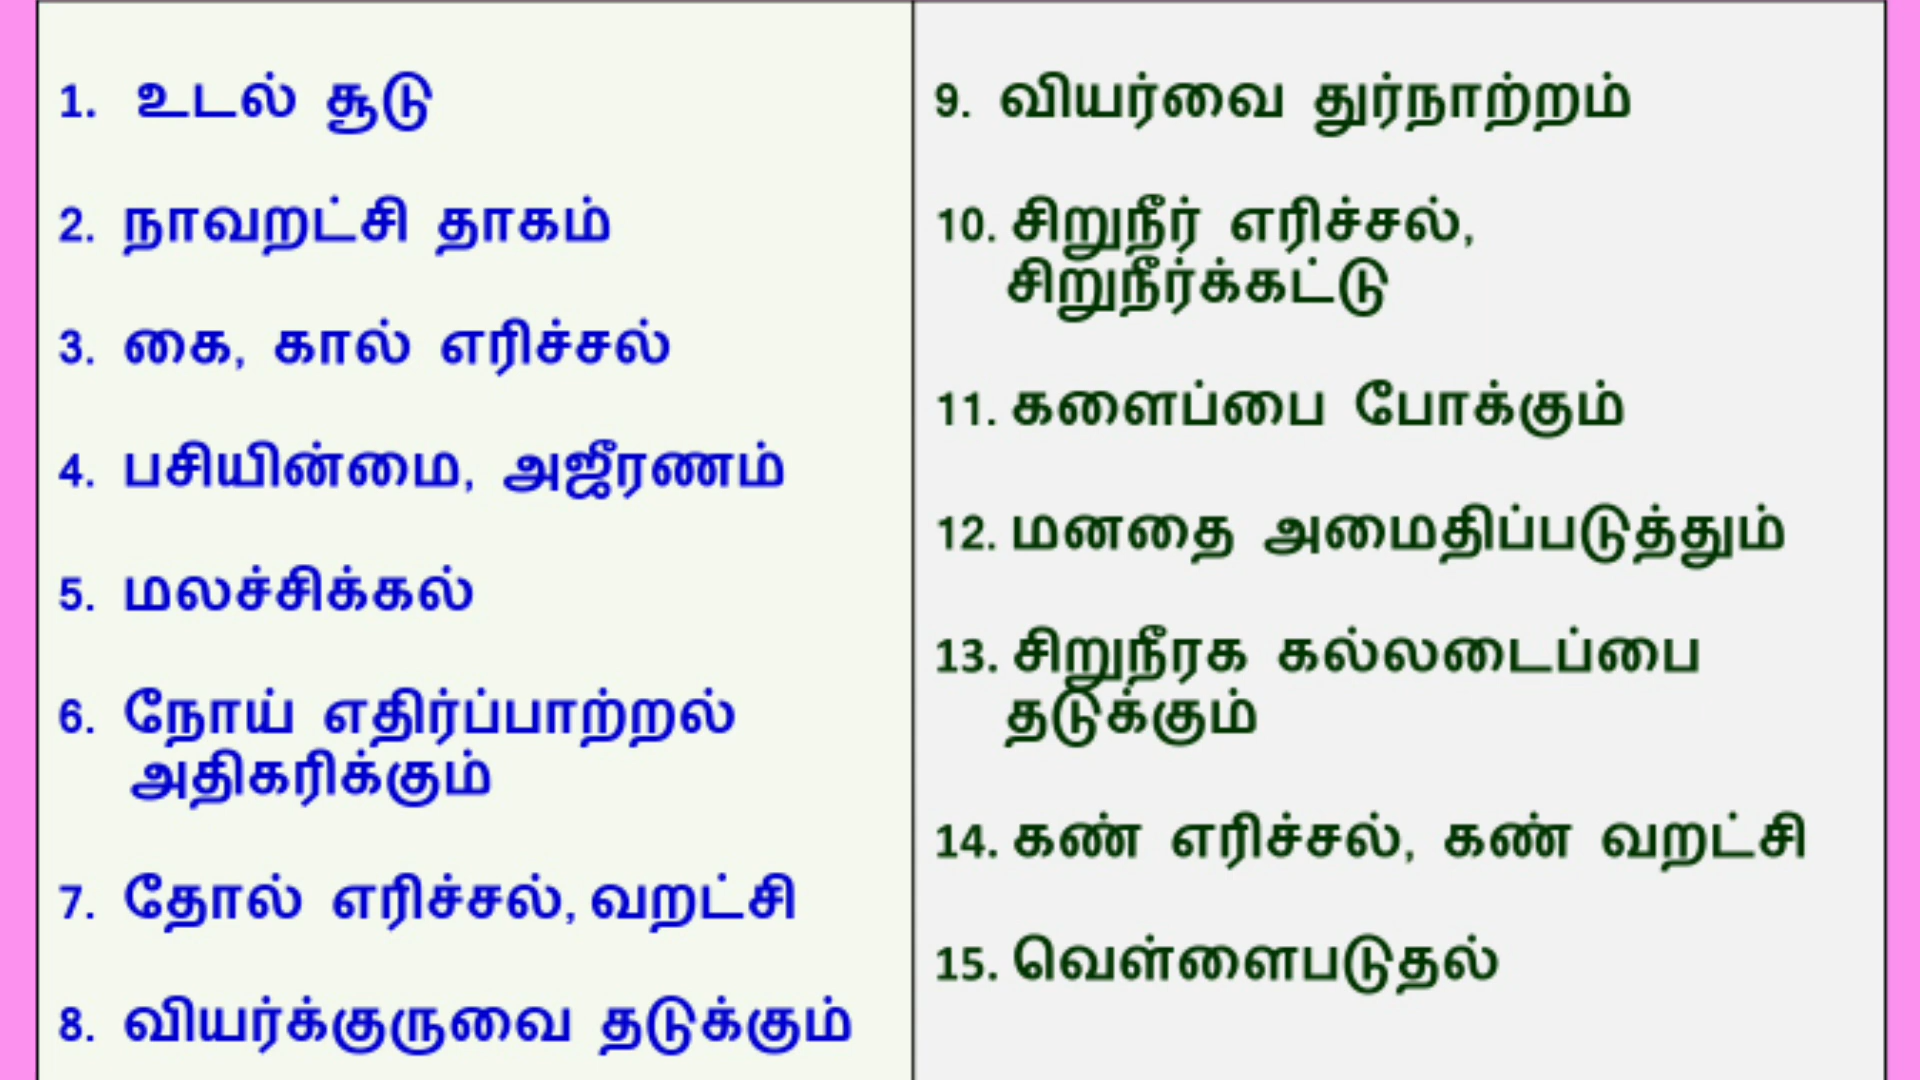 1. உடல் சூடு
2. நாவறட்சி தாகம்
3. கை, கால் எரிச்சல்
4. பசியின்மை, அஜீரணம்
5. மலச்சிக்கல்
6. நோய் எதிர்ப்பாற்றல்
அதிகரிக்கும்
7. தோல் எரிச்சல், வறட்சி
8. வியர்க்குருவை தடுக்கும்
9. வியர்வை துர்நாற்றம்
10. சிறுநீர் எரிச்சல்,
சிறுநீர்க்கட்டு
11. களைப்பை போக்கும்
12. மனதை அமைதிப்படுத்தும்
13. சிறுநீரக கல்லடைப்பை
தடுக்கும்
14. கண் எரிச்சல், கண் வறட்சி
15. வெள்ளைபடுதல்